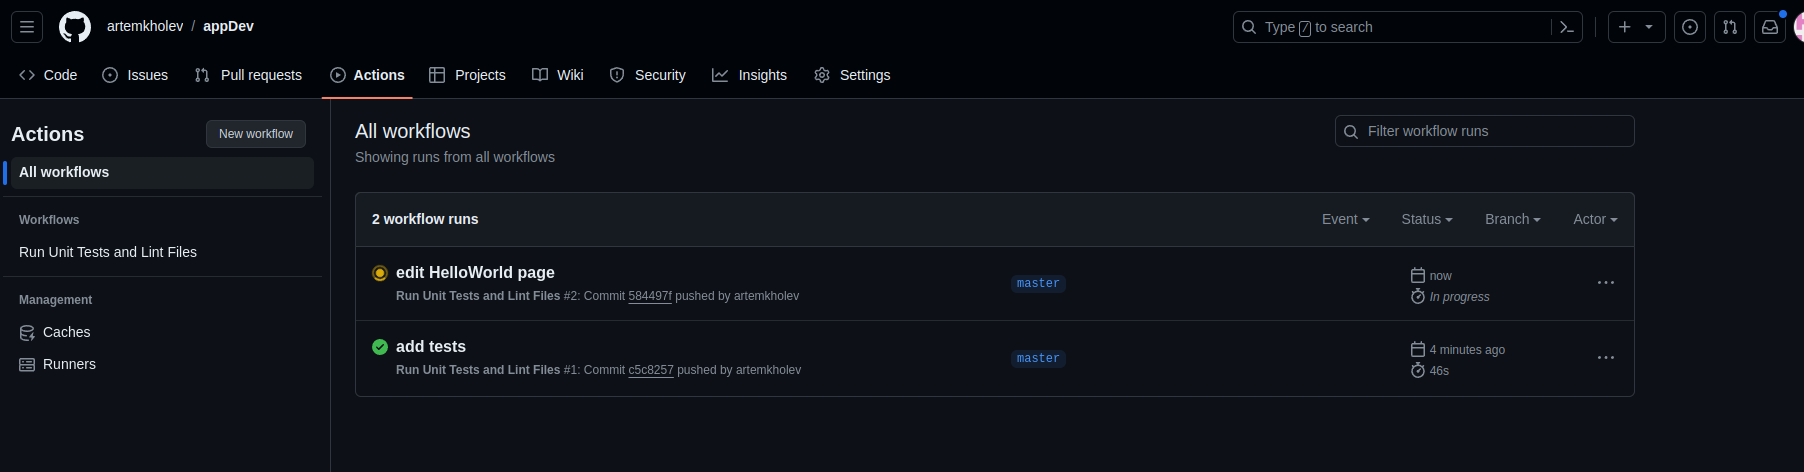 artemkholev / appDev
Type / to search
Code Issues Pull requests Actions Projects Wiki Security Insights Settings
Actions
New workflow
All workflows
Workflows
Run Unit Tests and Lint Files
Management
Caches
Runners
All workflows
Showing runs from all workflows
Filter workflow runs
2 workflow runs
Event Status Branch Actor
edit HelloWorld page
Run Unit Tests and Lint Files #2: Commit 584497f pushed by artemkholev
master
now
In progress
add tests
Run Unit Tests and Lint Files #1: Commit c5c8257 pushed by artemkholev
master
4 minutes ago
46s